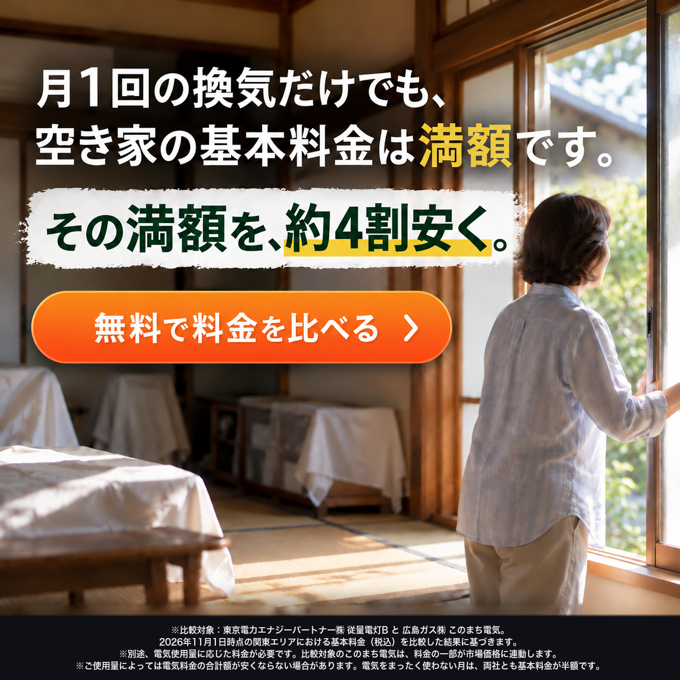 月1回の換気だけでも、
空き家の基本料金は満額です。
その満額を、約4割安く。
無料で料金を比べる
※比較対象：東京電力エナジーパートナー㈱ 従量電灯B と 広島ガス㈱ このまち電気。
2026年11月1日時点の関東エリアにおける基本料金（税込）を比較した結果に基づきます。
※別途、電気使用量に応じた料金が必要です。比較対象のこのまち電気は、料金の一部が市場価格に連動します。
※ご使用量によっては電気料金の合計額が安くならない場合があります。電気をまったく使わない月は、両社とも基本料金が半額です。